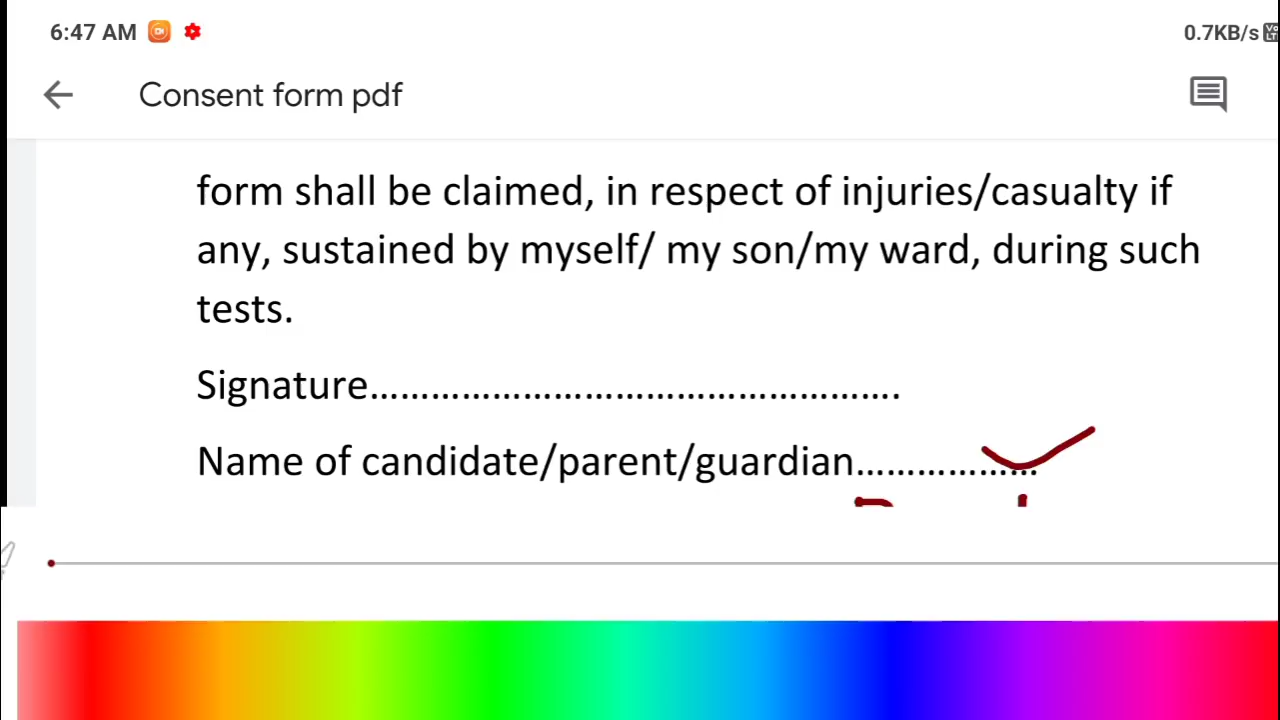 6:47 AM
0.7KB/s
Consent form pdf
form shall be claimed, in respect of injuries/casualty if
any, sustained by myself/ my son/my ward, during such
tests.
Signature……………………………………………….
Name of candidate/parent/guardian………………